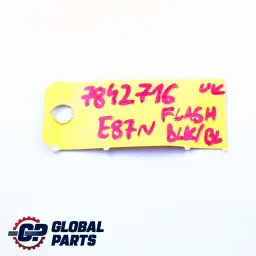 7842716 UK
E87N FLASH
BLK/BL
GP GLOBAL
PARTS